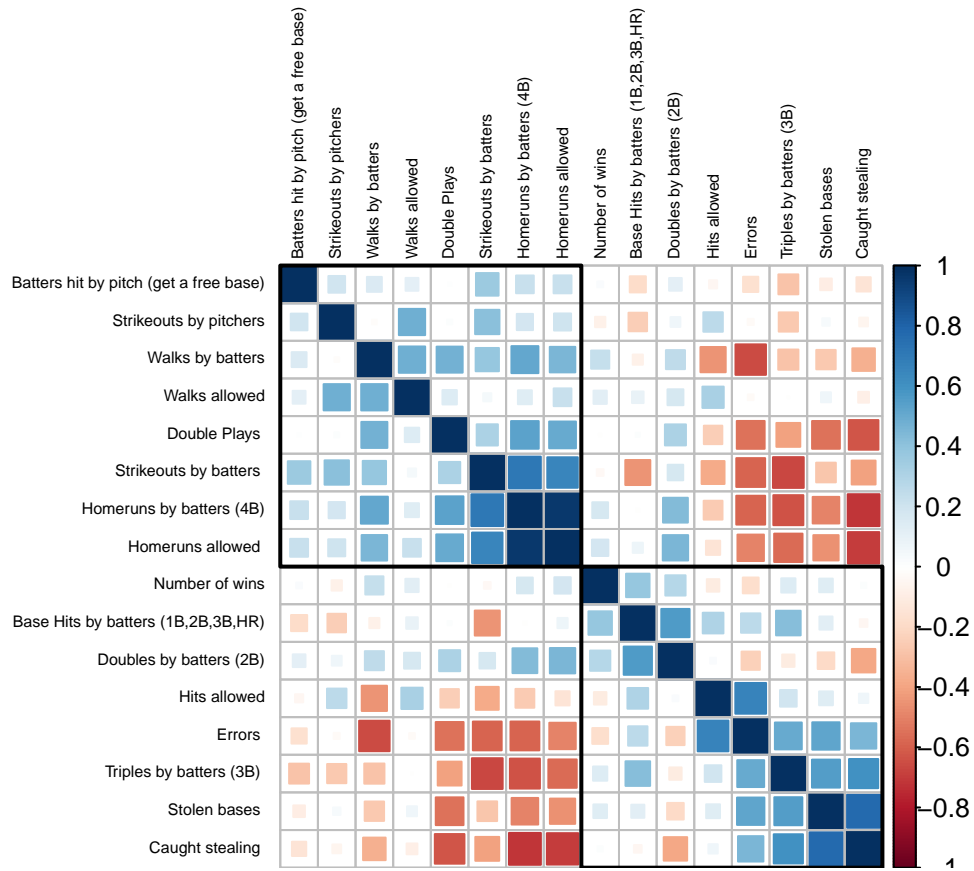 Batters hit by pitch (get a free base)
Strikeouts by pitchers
Walks by batters
Walks allowed
Double Plays
Strikeouts by batters
Homeruns by batters (4B)
Homeruns allowed
Number of wins
Base Hits by batters (1B,2B,3B,HR)
Doubles by batters (2B)
Hits allowed
Errors
Triples by batters (3B)
Stolen bases
Caught stealing
Batters hit by pitch (get a free base)
Strikeouts by pitchers
Walks by batters
Walks allowed
Double Plays
Strikeouts by batters
Homeruns by batters (4B)
Homeruns allowed
Number of wins
Base Hits by batters (1B,2B,3B,HR)
Doubles by batters (2B)
Hits allowed
Errors
Triples by batters (3B)
Stolen bases
Caught stealing
1
0.8
0.6
0.4
0.2
0
−0.2
−0.4
−0.6
−0.8
−1